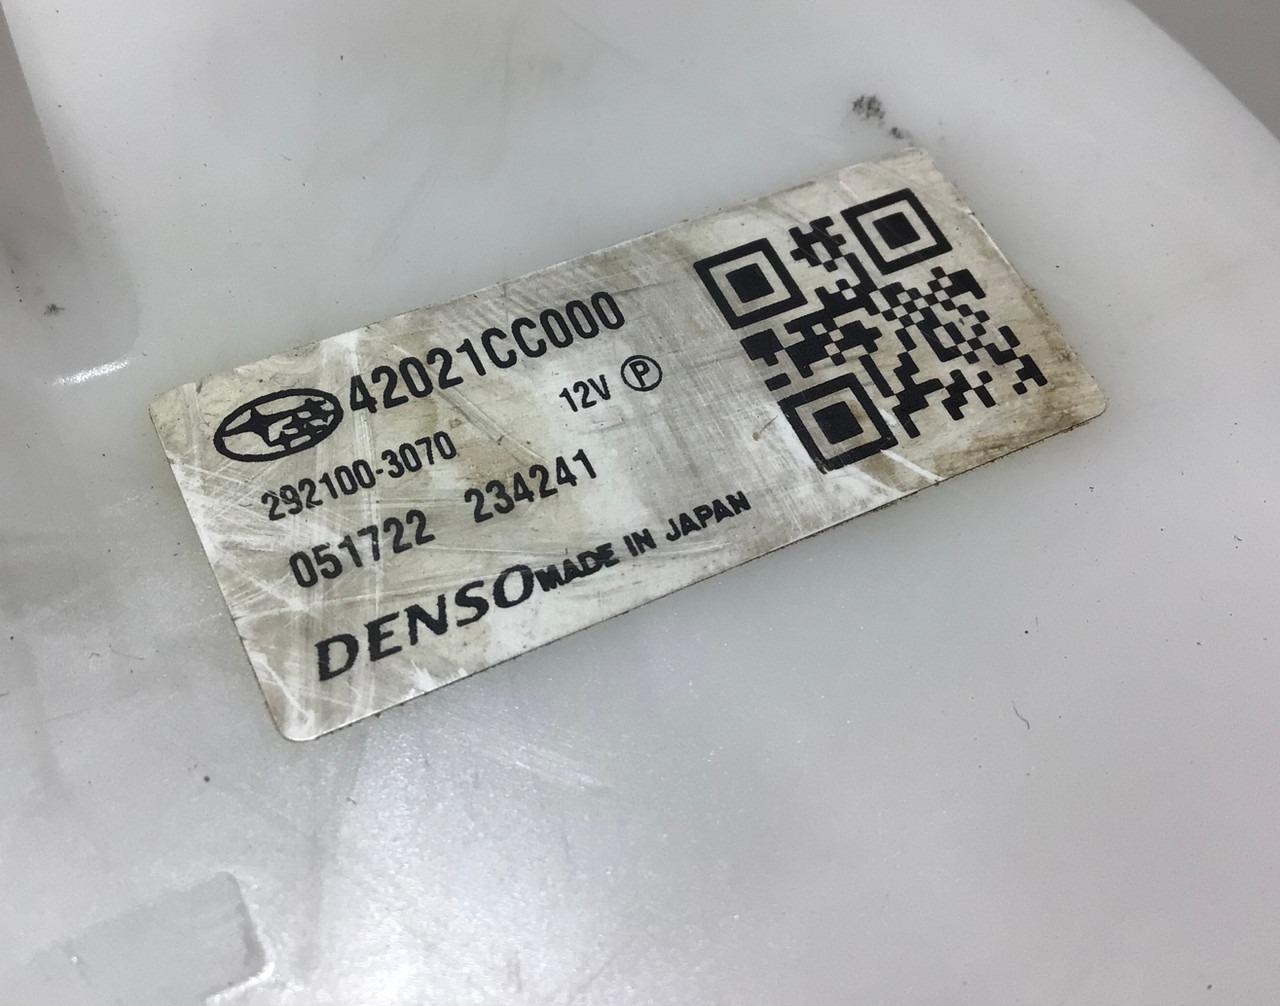 42021CC000
12V Ⓟ
292100-3070
051722 234241
DENSO MADE IN JAPAN